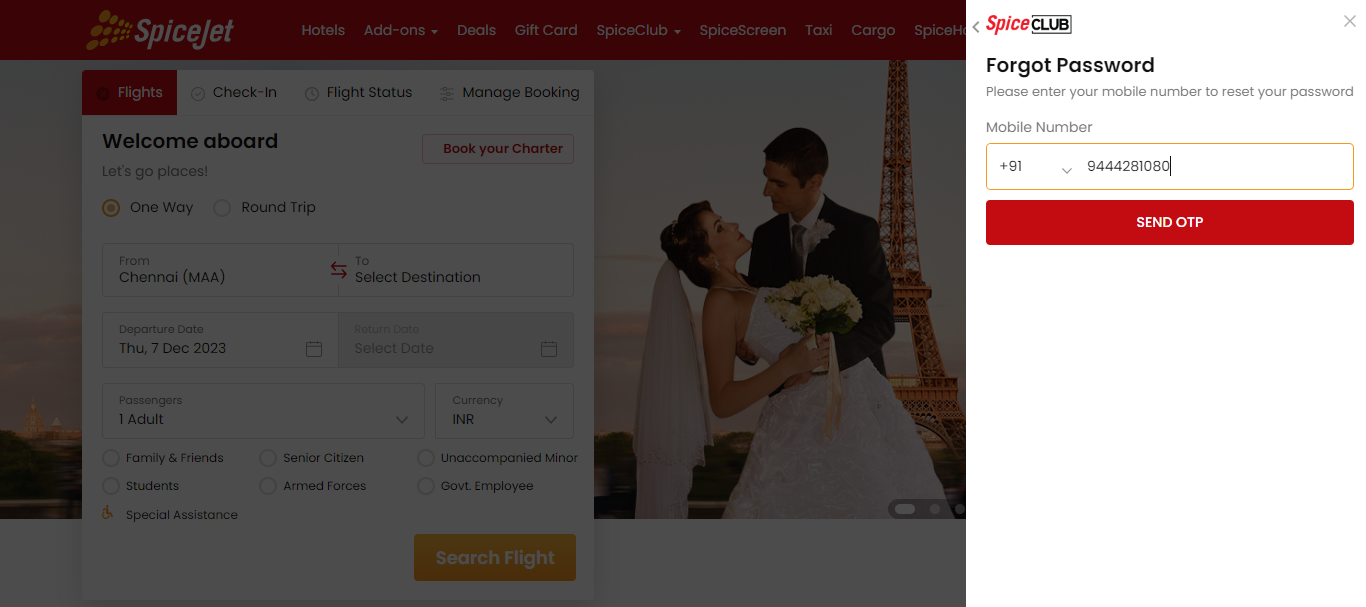 SpiceJet
Hotels Add-ons Deals Gift Card SpiceClub SpiceScreen Taxi Cargo
Flights Check-In Flight Status Manage Booking
Welcome aboard
Book your Charter
Let's go places!
One Way Round Trip
From To
Chennai (MAA) Select Destination
Departure Date Return Date
Thu, 7 Dec 2023 Select Date
Passengers Currency
1 Adult INR
Family & Friends Senior Citizen Unaccompanied Minor
Students Armed Forces Govt. Employee
Special Assistance
Search Flight
Spice CLUB
Forgot Password
Please enter your mobile number to reset your password
Mobile Number
+91 9444281080
SEND OTP